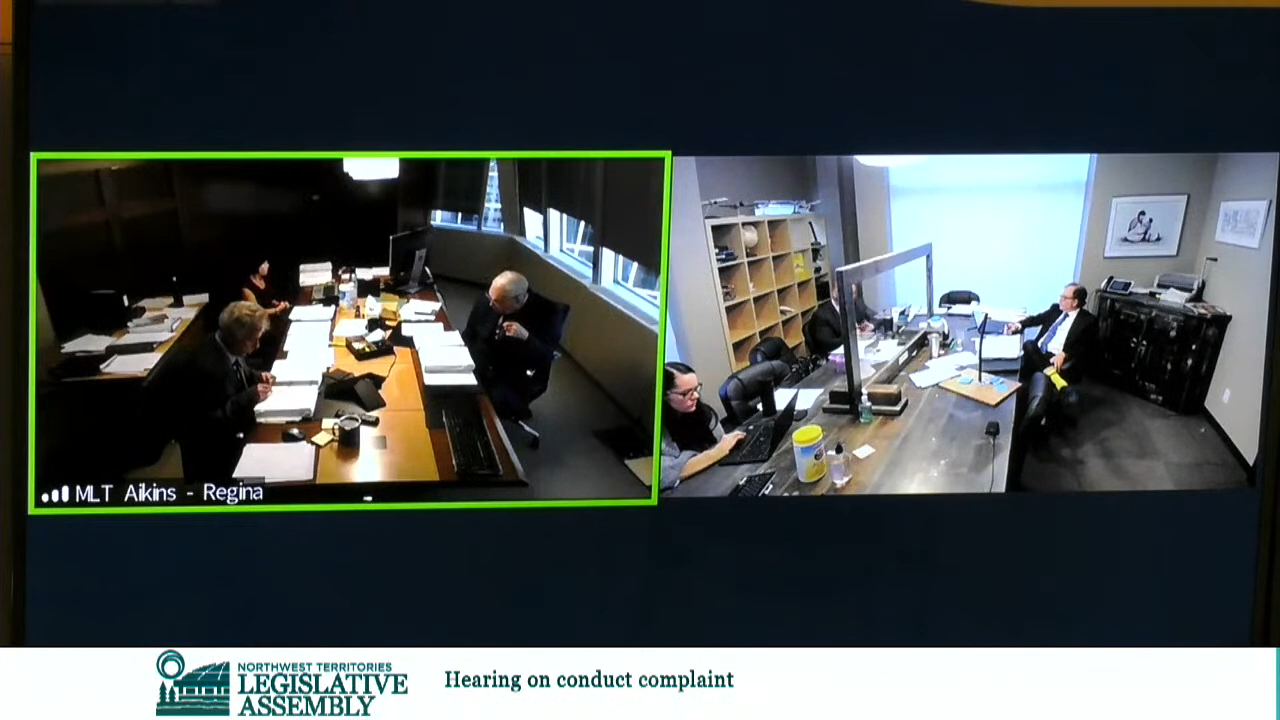 MLT Aikins - Regina
NORTHWEST TERRITORIES
LEGISLATIVE
ASSEMBLY
Hearing on conduct complaint